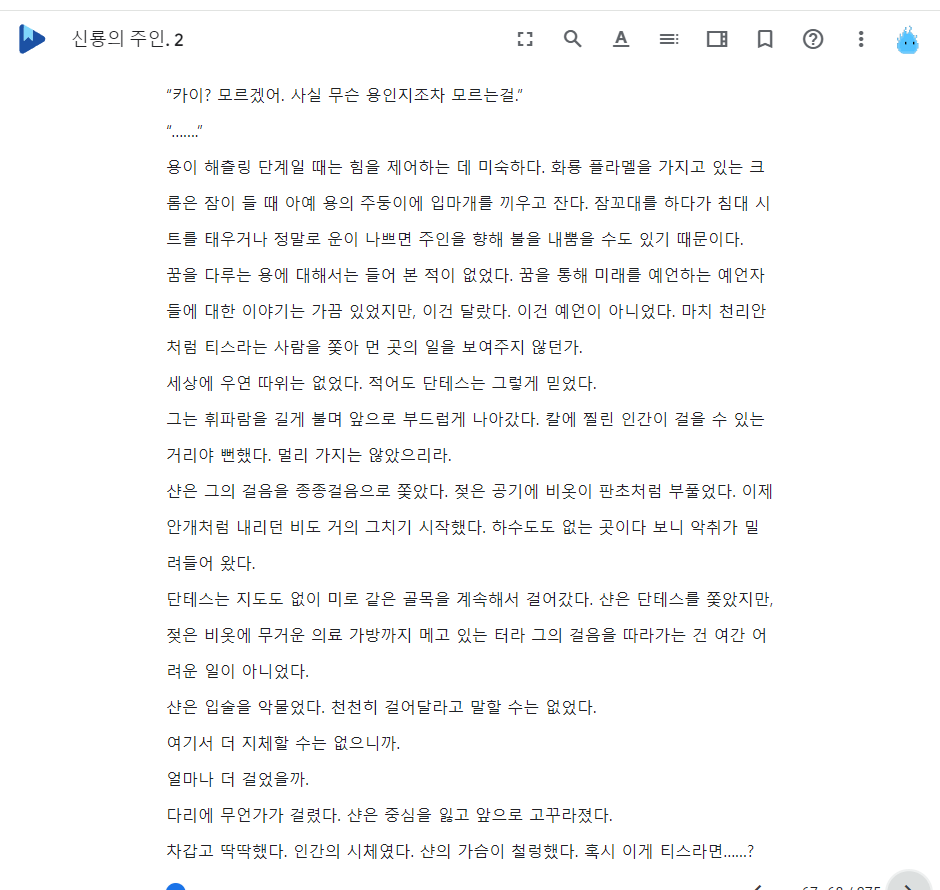 신룡의 주인. 2
“카이? 모르겠어. 사실 무슨 용인지조차 모르는걸.”
“…….”
용이 해츨링 단계일 때는 힘을 제어하는 데 미숙하다. 화룡 플라멜을 가지고 있는 크
롬은 잠이 들 때 아예 용의 주둥이에 입마개를 끼우고 잔다. 잠꼬대를 하다가 침대 시
트를 태우거나 정말로 운이 나쁘면 주인을 향해 불을 내뿜을 수도 있기 때문이다.
꿈을 다루는 용에 대해서는 들어 본 적이 없었다. 꿈을 통해 미래를 예언하는 예언자
들에 대한 이야기는 가끔 있었지만, 이건 달랐다. 이건 예언이 아니었다. 마치 천리안
처럼 티스라는 사람을 쫓아 먼 곳의 일을 보여주지 않던가.
세상에 우연 따위는 없었다. 적어도 단테스는 그렇게 믿었다.
그는 휘파람을 길게 불며 앞으로 부드럽게 나아갔다. 칼에 찔린 인간이 걸을 수 있는
거리야 뻔했다. 멀리 가지는 않았으리라.
샨은 그의 걸음을 종종걸음으로 쫓았다. 젖은 공기에 비옷이 판초처럼 부풀었다. 이제
안개처럼 내리던 비도 거의 그치기 시작했다. 하수도도 없는 곳이다 보니 악취가 밀
려들어 왔다.
단테스는 지도도 없이 미로 같은 골목을 계속해서 걸어갔다. 샨은 단테스를 쫓았지만,
젖은 비옷에 무거운 의료 가방까지 메고 있는 터라 그의 걸음을 따라가는 건 여간 어
려운 일이 아니었다.
샨은 입술을 악물었다. 천천히 걸어달라고 말할 수는 없었다.
여기서 더 지체할 수는 없으니까.
얼마나 더 걸었을까.
다리에 무언가가 걸렸다. 샨은 중심을 잃고 앞으로 고꾸라졌다.
차갑고 딱딱했다. 인간의 시체였다. 샨의 가슴이 철렁했다. 혹시 이게 티스라면……?